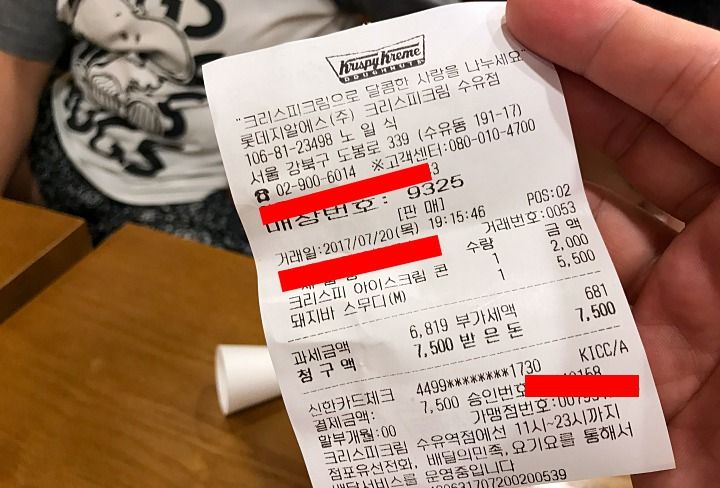 Krispy Kreme
DOUGHNUTS
"크리스피크림으로 달콤한 사랑을 나누세요"
롯데지알에스(주) 크리스피크림 수유점
106-81-23498 노 일 식
서울 강북구 도봉로 339 (수유동 191-17)
☎ 02-900-6014 ※고객센터:080-010-4700
매장번호: 9325
[판 매] POS:02
거래일:2017/07/20(목) 19:15:46 거래번호:0053
수량 금 액
크리스피 아이스크림 콘 1 2,000
돼지바 스무디(M) 1 5,500
과세금액 6,819 부가세액 681
청 구 액 7,500 받 은 돈 7,500
신한카드체크 4499********1730 KICC/A
결제금액: 7,500 승인번호
할부개월:00 가맹점번호:
크리스피크림 수유역점에선 11시~23시까지
점포유선전화, 배달의민족, 요기요를 통해서
배달서비스를 운영중입니다